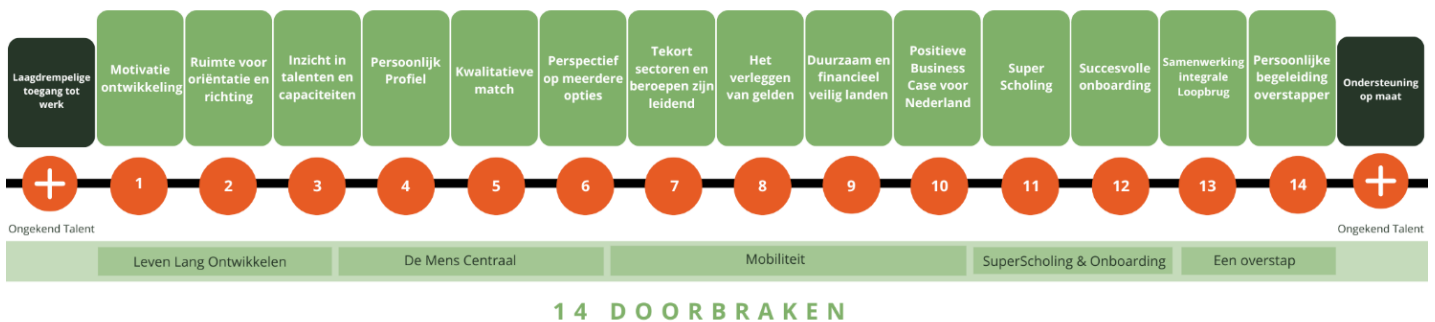 Laagdrempelige
toegang tot
werk
Motivatie
ontwikkeling
Ruimte voor
oriëntatie en
richting
Inzicht in
talenten en
capaciteiten
Persoonlijk
Profiel
Kwalitatieve
match
Perspectief
op meerdere
opties
Tekort
sectoren en
beroepen zijn
leidend
Het
verleggen
van gelden
Duurzaam en
financieel
veilig landen
Positieve
Business
Case voor
Nederland
Super
Scholing
Succesvolle
onboarding
Samenwerking
integrale
Loopbrug
Persoonlijke
begeleiding
overstapper
Ondersteuning
op maat
+
1
2
3
4
5
6
7
8
9
10
11
12
13
14
+
Ongekend Talent
Ongekend Talent
Leven Lang Ontwikkelen
De Mens Centraal
Mobiliteit
SuperScholing & Onboarding
Een overstap
14 DOORBRAKEN